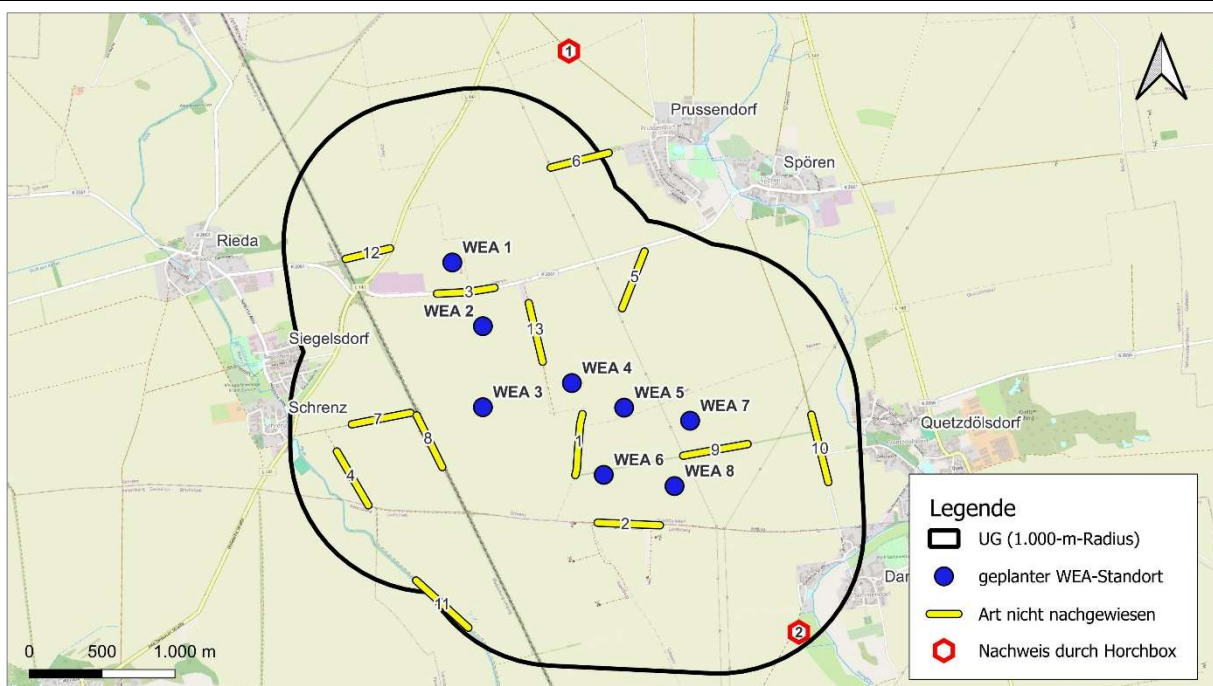 1
Prussendorf
Spören
6
Rieda
12
WEA 1
5
3
WEA 2
13
Siegelsdorf
WEA 4
WEA 3
WEA 5
Schrenz
7
WEA 7
Quetzdölsdorf
8
1
9
10
4
WEA 6
WEA 8
2
11
2
Legende
UG (1.000-m-Radius)
geplanter WEA-Standort
Art nicht nachgewiesen
Nachweis durch Horchbox
0 500 1.000 m